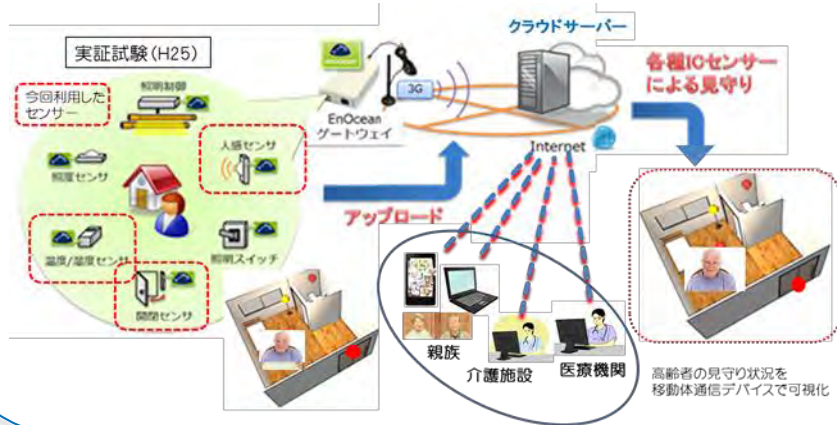 実証試験(H25)
今回利用した
センサー
照明制御
人感センサ
照度センサ
温度/湿度センサ
照明スイッチ
開閉センサ
EnOcean
ゲートウェイ
3G
クラウドサーバー
Internet
アップロード
各種ICセンサー
による見守り
親族
介護施設
医療機関
高齢者の見守り状況を
移動体通信デバイスで可視化